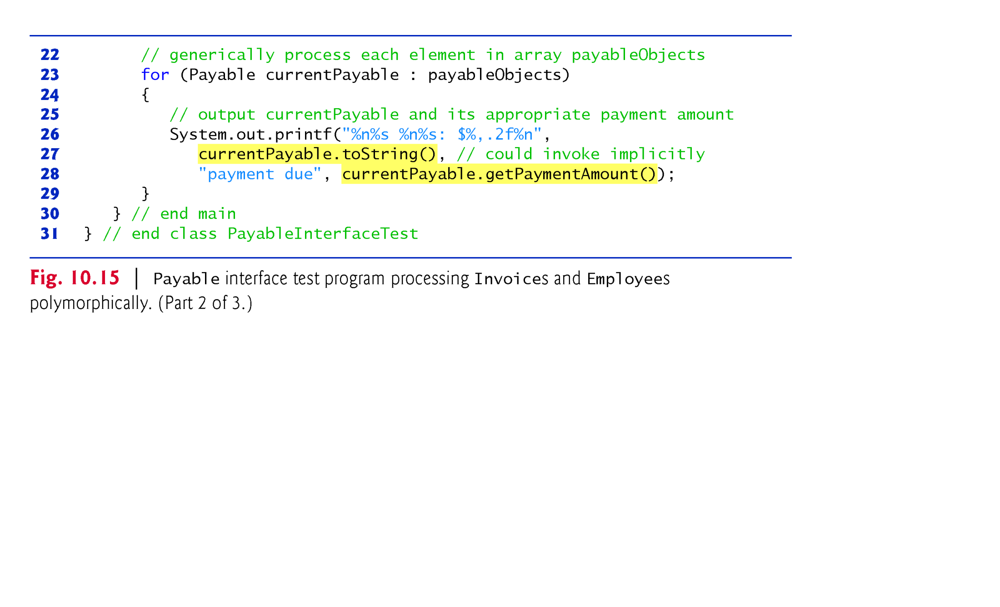 22 // generically process each element in array payableObjects
23 for (Payable currentPayable : payableObjects)
24 {
25 // output currentPayable and its appropriate payment amount
26 System.out.printf("%n%s %n%s: $%,.2f%n",
27 currentPayable.toString(), // could invoke implicitly
28 "payment due", currentPayable.getPaymentAmount());
29 }
30 } // end main
31 } // end class PayableInterfaceTest
Fig. 10.15 | Payable interface test program processing Invoices and Employees
polymorphically. (Part 2 of 3.)